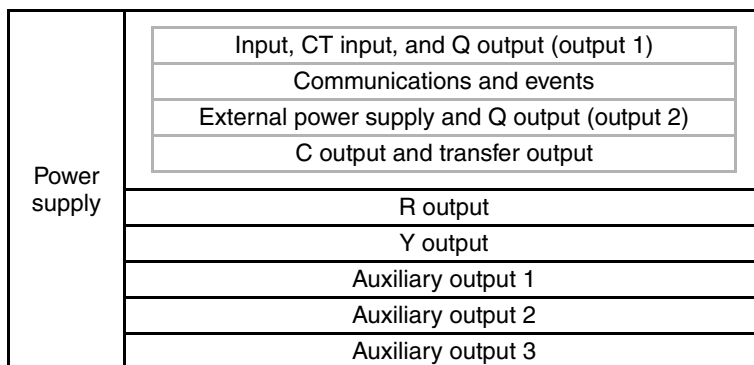 Input, CT input, and Q output (output 1)
Communications and events
External power supply and Q output (output 2)
C output and transfer output
Power
supply
R output
Y output
Auxiliary output 1
Auxiliary output 2
Auxiliary output 3